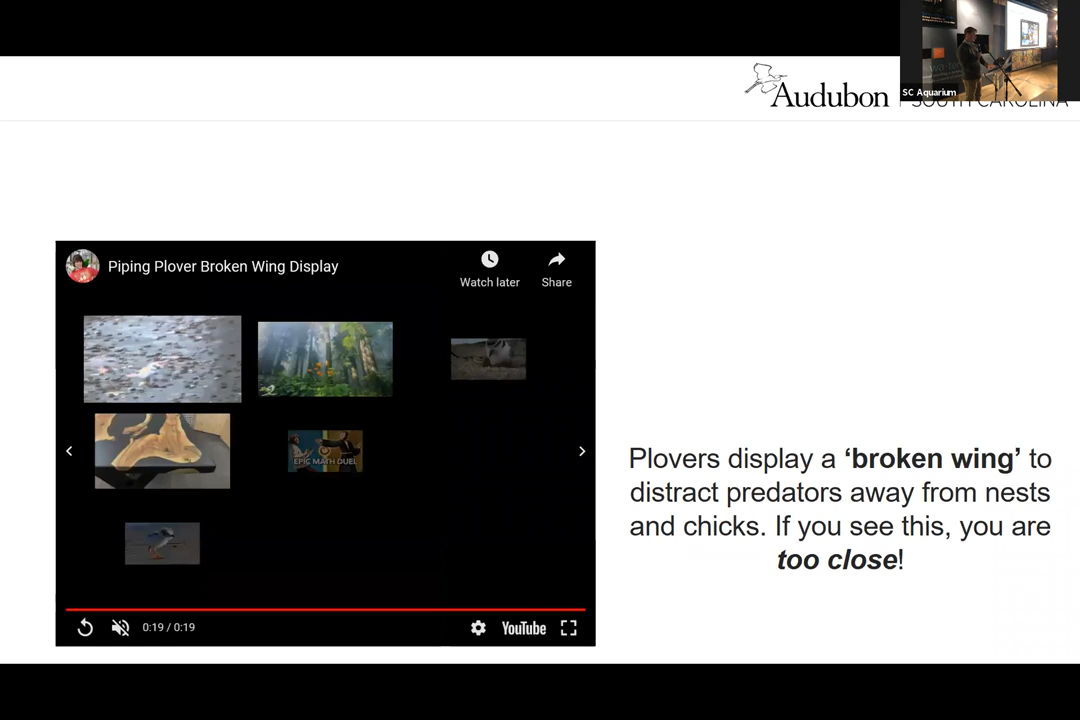 Audubon
SOUTH CAROLINA
SC Aquarium
Piping Plover Broken Wing Display
Watch later
Share
EPIC MATH DUEL
Plovers display a ‘broken wing’ to
distract predators away from nests
and chicks. If you see this, you are
too close!
0:19 / 0:19
YouTube